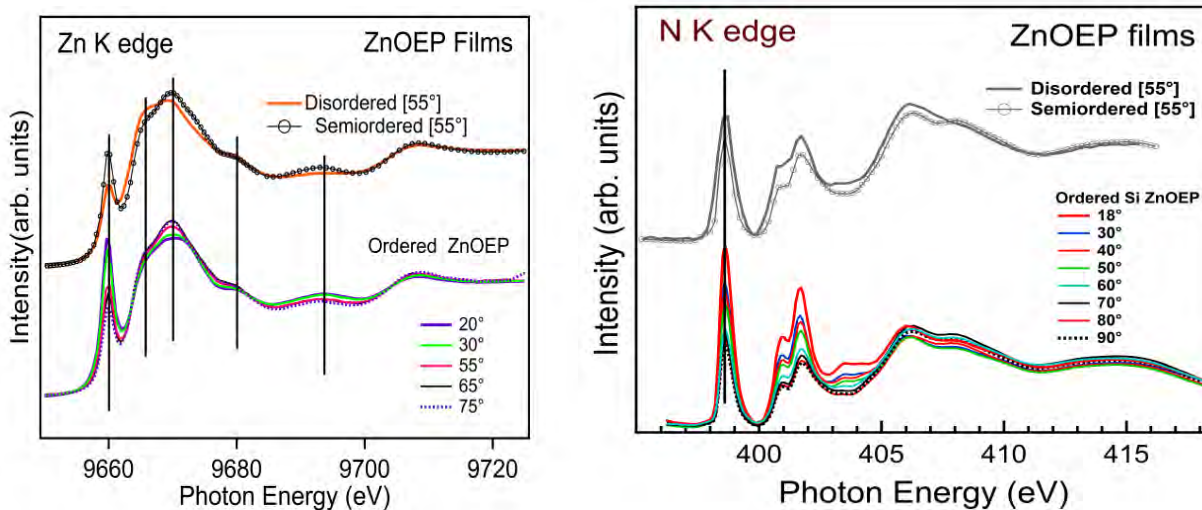 Zn K edge
ZnOEP Films
Disordered [55°]
Semiordered [55°]
Ordered ZnOEP
20°
30°
55°
65°
75°
Intensity(arb. units)
9660
9680
9700
9720
Photon Energy (eV)
N K edge
ZnOEP films
Disordered [55°]
Semiordered [55°]
Ordered Si ZnOEP
18°
30°
40°
50°
60°
70°
80°
90°
Intensity (arb. units)
400
405
410
415
Photon Energy (eV)